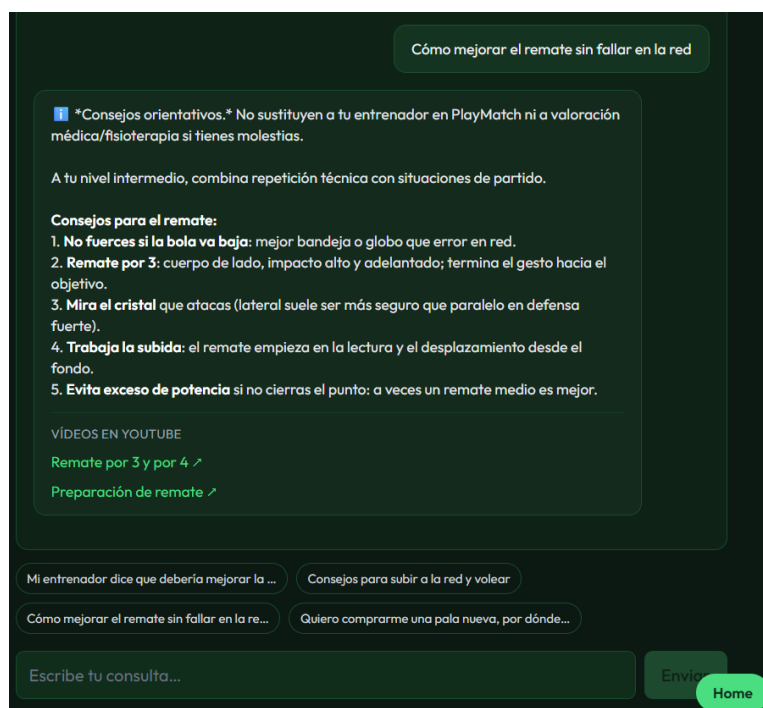 Cómo mejorar el remate sin fallar en la red
ℹ️ *Consejos orientativos.* No sustituyen a tu entrenador en PlayMatch ni a valoración
médica/fisioterapia si tienes molestias.
A tu nivel intermedio, combina repetición técnica con situaciones de partido.
Consejos para el remate:
1. No fuerces si la bola va baja: mejor bandeja o globo que error en red.
2. Remate por 3: cuerpo de lado, impacto alto y adelantado; termina el gesto hacia el
objetivo.
3. Mira el cristal que atacas (lateral suele ser más seguro que paralelo en defensa
fuerte).
4. Trabaja la subida: el remate empieza en la lectura y el desplazamiento desde el
fondo.
5. Evita exceso de potencia si no cierras el punto: a veces un remate medio es mejor.
VÍDEOS EN YOUTUBE
Remate por 3 y por 4 ↗
Preparación de remate ↗
Mi entrenador dice que debería mejorar la ...
Consejos para subir a la red y volear
Cómo mejorar el remate sin fallar en la re...
Quiero comprarme una pala nueva, por dónde...
Escribe tu consulta...
Enviar
Home